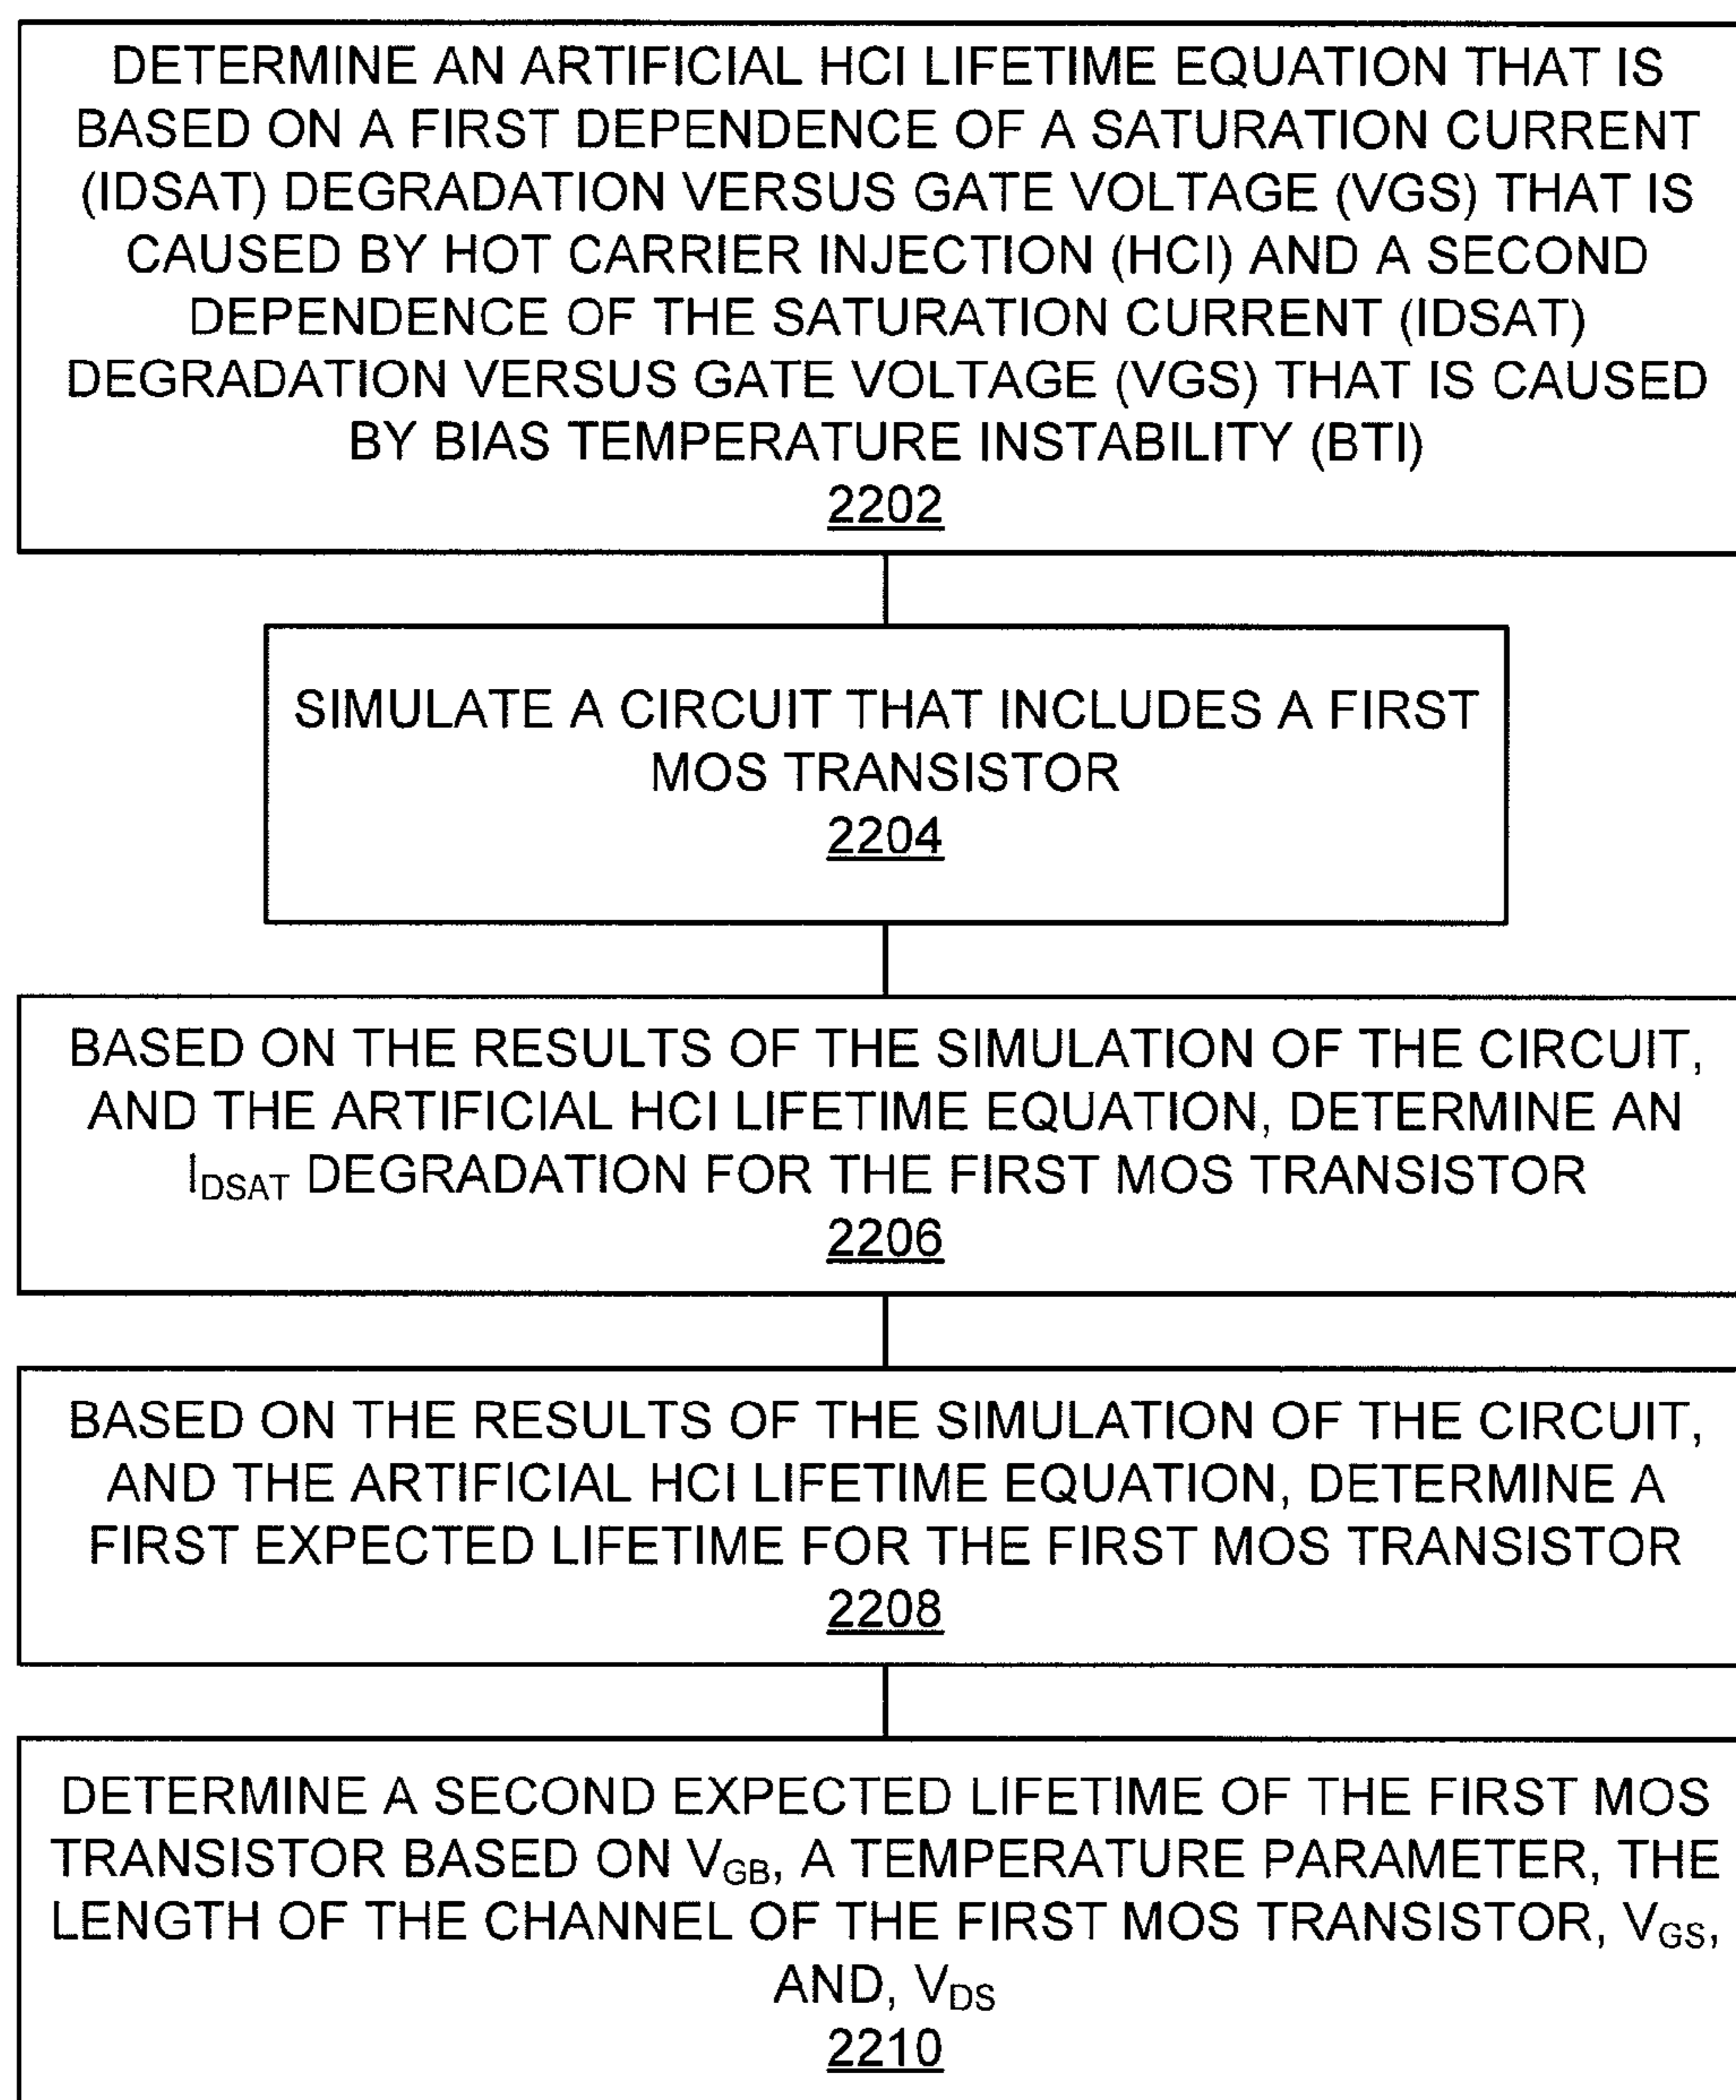 DETERMINE AN ARTIFICIAL HCI LIFETIME EQUATION THAT IS
BASED ON A FIRST DEPENDENCE OF A SATURATION CURRENT
(IDSAT) DEGRADATION VERSUS GATE VOLTAGE (VGS) THAT IS
CAUSED BY HOT CARRIER INJECTION (HCI) AND A SECOND
DEPENDENCE OF THE SATURATION CURRENT (IDSAT)
DEGRADATION VERSUS GATE VOLTAGE (VGS) THAT IS CAUSED
BY BIAS TEMPERATURE INSTABILITY (BTI)
2202
SIMULATE A CIRCUIT THAT INCLUDES A FIRST
MOS TRANSISTOR
2204
BASED ON THE RESULTS OF THE SIMULATION OF THE CIRCUIT,
AND THE ARTIFICIAL HCI LIFETIME EQUATION, DETERMINE AN
IDSAT DEGRADATION FOR THE FIRST MOS TRANSISTOR
2206
BASED ON THE RESULTS OF THE SIMULATION OF THE CIRCUIT,
AND THE ARTIFICIAL HCI LIFETIME EQUATION, DETERMINE A
FIRST EXPECTED LIFETIME FOR THE FIRST MOS TRANSISTOR
2208
DETERMINE A SECOND EXPECTED LIFETIME OF THE FIRST MOS
TRANSISTOR BASED ON VGB, A TEMPERATURE PARAMETER, THE
LENGTH OF THE CHANNEL OF THE FIRST MOS TRANSISTOR, VGS,
AND, VDS
2210